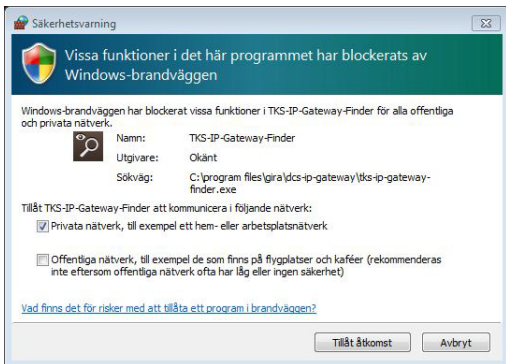 Säkerhetsvarning
Vissa funktioner i det här programmet har blockerats av
Windows-brandväggen
Windows-brandväggen har blockerat vissa funktioner i TKS-IP-Gateway-Finder för alla offentliga
och privata nätverk.
Namn: TKS-IP-Gateway-Finder
Utgivare: Okänt
Sökväg: C:\program files\gira\dcs-ip-gateway\tks-ip-gateway-
finder.exe
Tillåt TKS-IP-Gateway-Finder att kommunicera i följande nätverk:
Privata nätverk, till exempel ett hem- eller arbetsplatsnätverk
Offentliga nätverk, till exempel de som finns på flygplatser och kaféer (rekommenderas
inte eftersom offentliga nätverk ofta har låg eller ingen säkerhet)
Vad finns det för risker med att tillåta ett program i brandväggen?
Tillåt åtkomst Avbryt